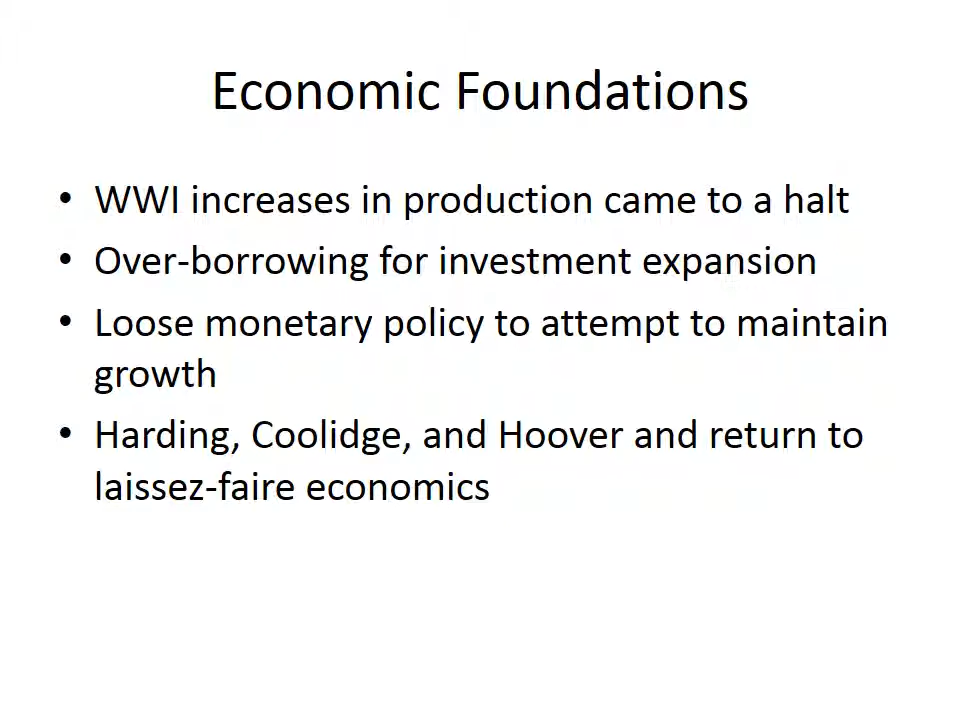 Economic Foundations
• WWI increases in production came to a halt
• Over-borrowing for investment expansion
• Loose monetary policy to attempt to maintain
growth
• Harding, Coolidge, and Hoover and return to
laissez-faire economics